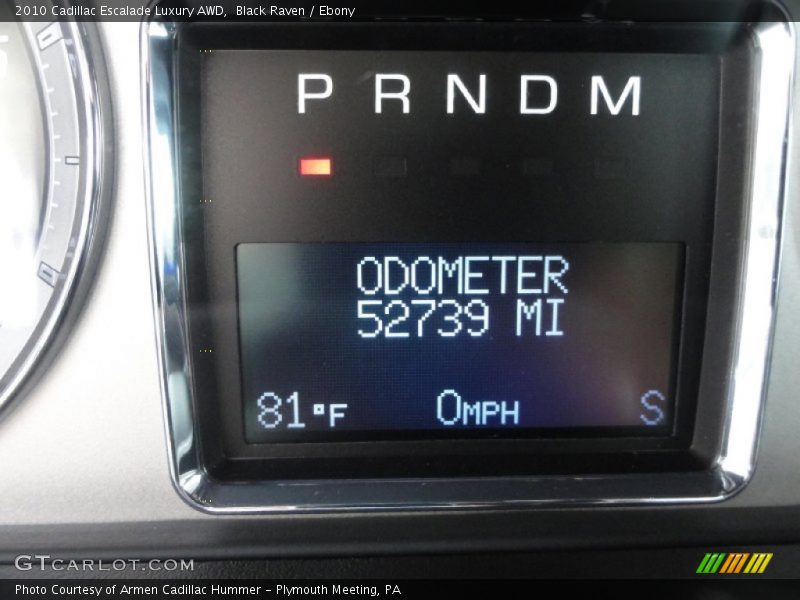 2010 Cadillac Escalade Luxury AWD,  Black Raven / Ebony
P R N D M
ODOMETER
52739 MI
81°F 0MPH S
GTCARLOT.COM
Photo Courtesy of Armen Cadillac Hummer – Plymouth Meeting, PA